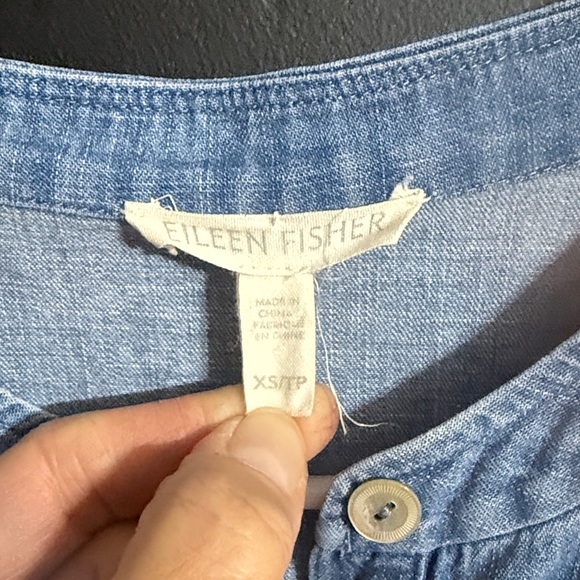 EILEEN FISHER
MADE IN
CHINA
FABRIQUÉ
EN CHINE
XS/TP